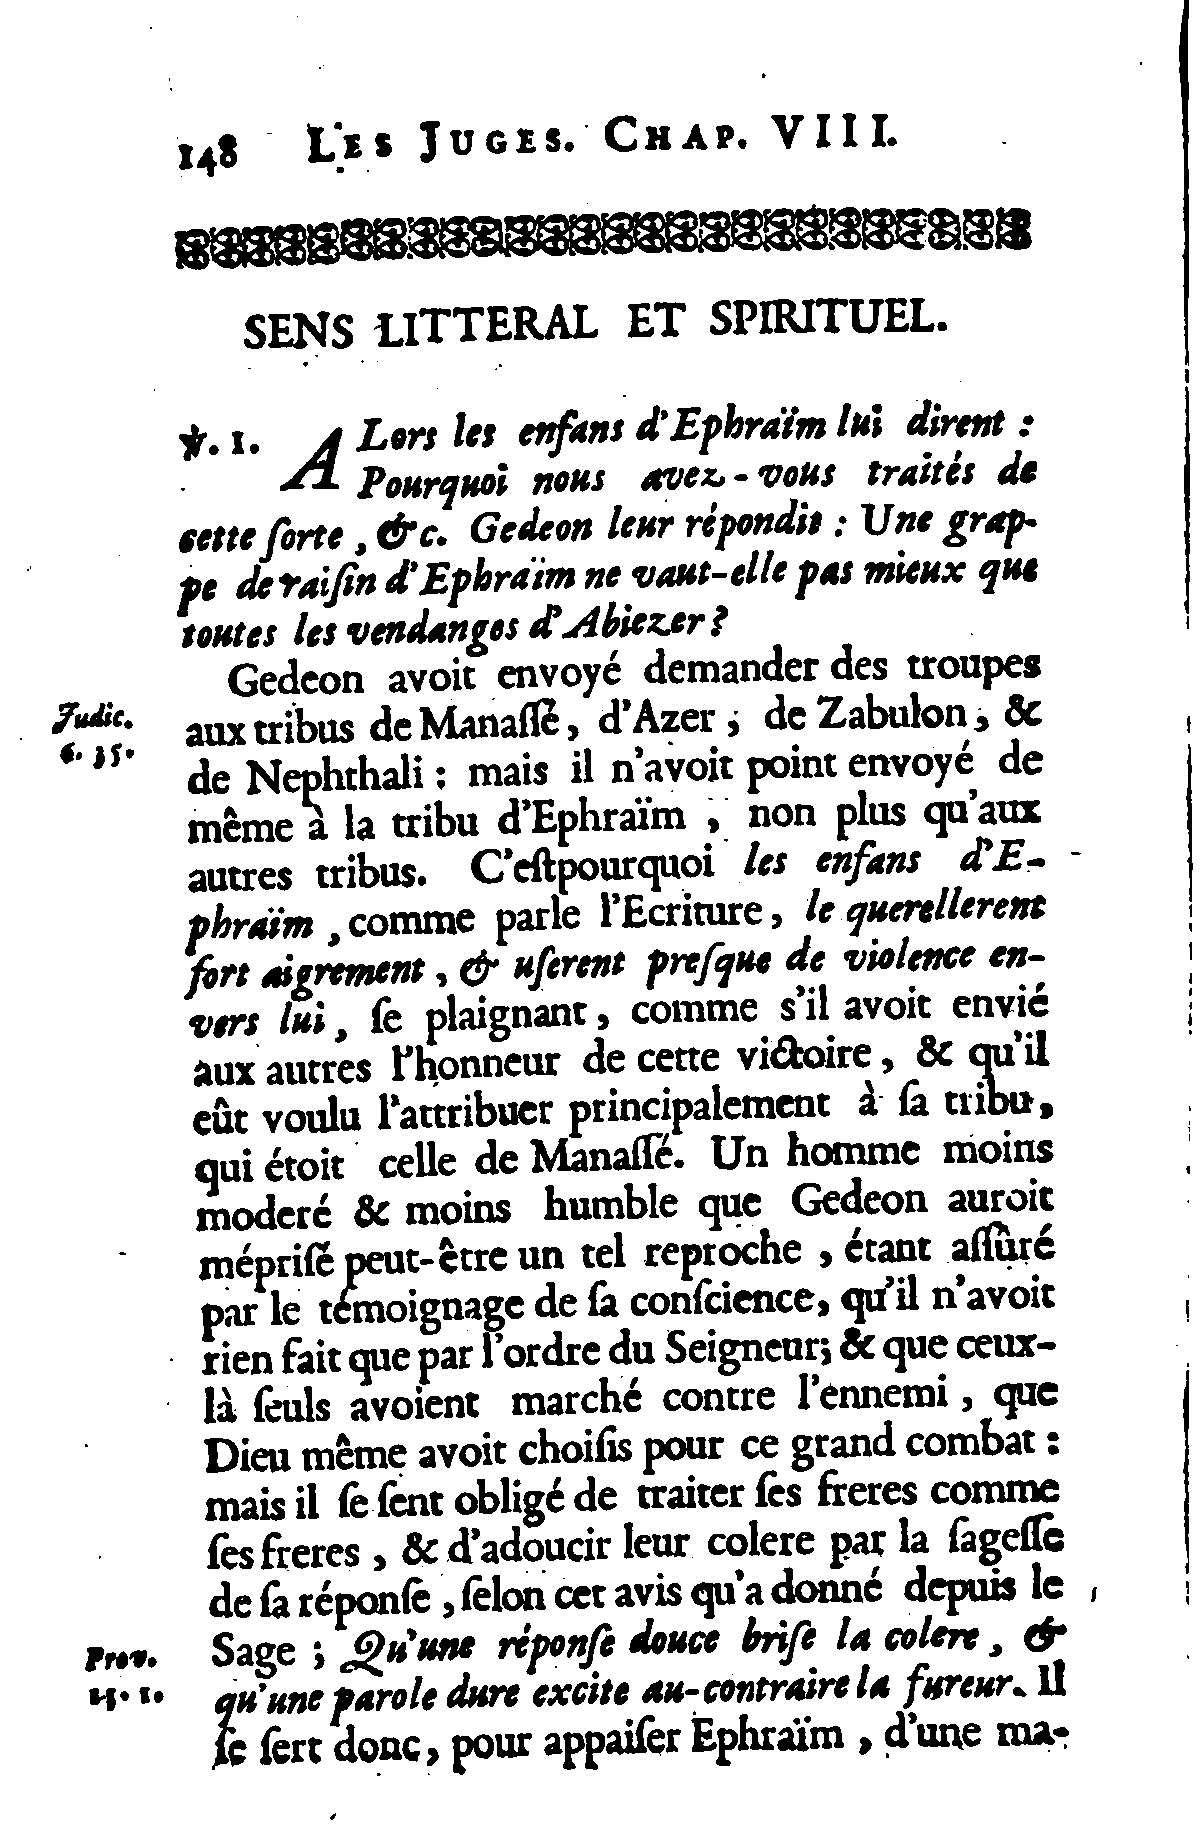 148 LES JUGES. CHAP. VIII.
SENS LITTERAL ET SPIRITUEL.
℣. 1. ALors les enfans d'Ephraïm lui dirent :
Pourquoi nous avez-vous traités de
cette ſorte, &c. Gedeon leur répondit : Une grap-
pe de raiſin d'Ephraïm ne vaut-elle pas mieux que
toutes les vendanges d'Abiezer ?
Gedeon avoit envoyé demander des troupes
Judic.
6. 35.
aux tribus de Manaſſé, d'Azer, de Zabulon, &
de Nephthali : mais il n'avoit point envoyé de
même à la tribu d'Ephraïm, non plus qu'aux
autres tribus. C'eſtpourquoi les enfans d'E-
phraïm, comme parle l'Ecriture, le querellerent
fort aigrement, & uſerent preſque de violence en-
vers lui, ſe plaignant, comme s'il avoit envié
aux autres l'honneur de cette victoire, & qu'il
eût voulu l'attribuer principalement à ſa tribu,
qui étoit celle de Manaſſé. Un homme moins
moderé & moins humble que Gedeon auroit
mépriſé peut-être un tel reproche, étant aſſûré
par le témoignage de ſa conſcience, qu'il n'avoit
rien fait que par l'ordre du Seigneur; & que ceux-
là ſeuls avoient marché contre l'ennemi, que
Dieu même avoit choiſis pour ce grand combat :
mais il ſe ſent obligé de traiter ſes freres comme
ſes freres, & d'adoucir leur colere par la ſageſſe
de ſa réponſe, ſelon cet avis qu'a donné depuis le
Prov.
15. 1.
Sage ; Qu'une réponſe douce briſe la colere, &
qu'une parole dure excite au-contraire la fureur. Il
ſe ſert donc, pour appaiſer Ephraïm, d'une ma-